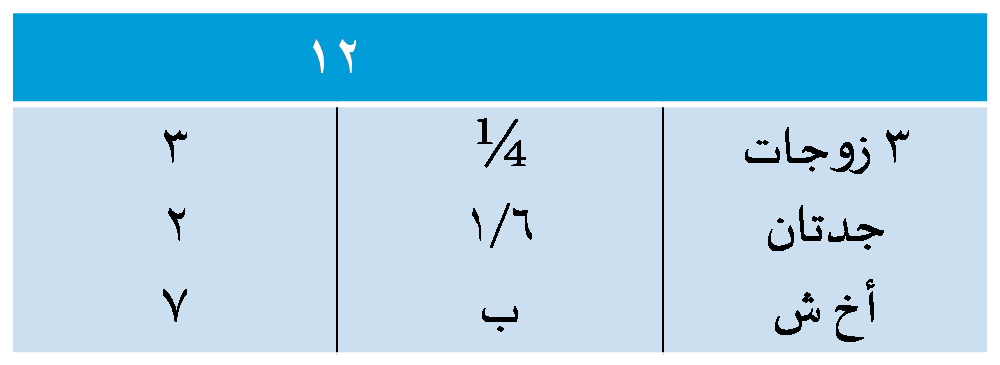 ١٢
٣ زوجات ¼ ٣
جدتان ١/٦ ٢
أخ ش ب ٧